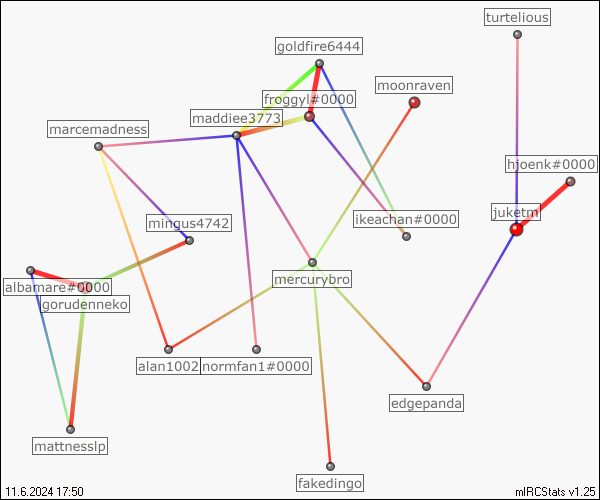 turtelious
goldfire6444
moonraven
froggyl#0000
maddiee3773
marcemadness
hjoenk#0000
juketm
ikeachan#0000
mingus4742
mercurybro
albamare#0000
gorudenneko
alan1002
normfan1#0000
edgepanda
mattnesslp
fakedingo
11.6.2024 17:50
mIRCStats v1.25